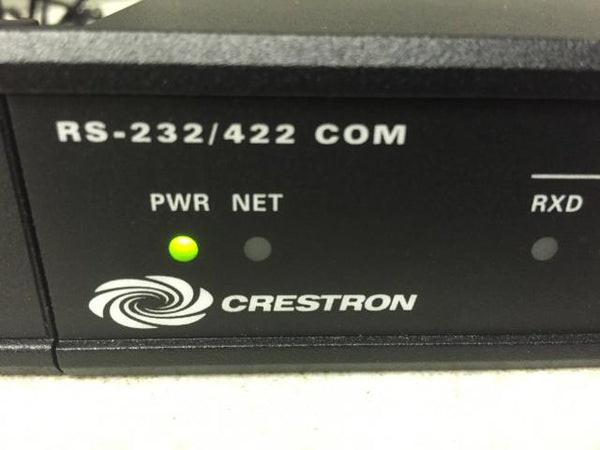 RS-232/422 COM
PWR NET RXD
CRESTRON